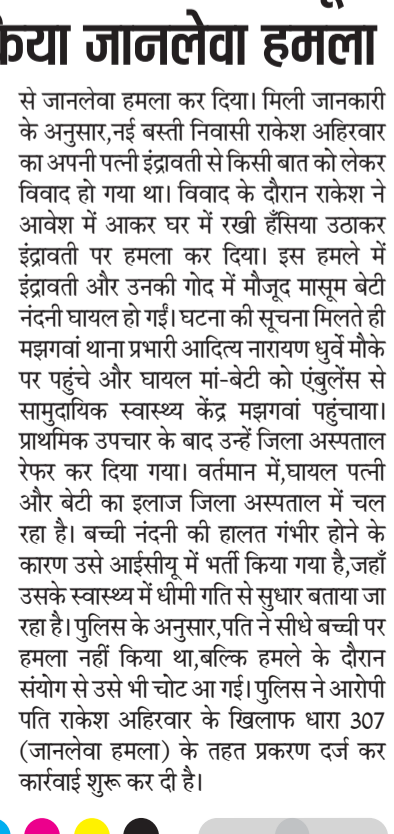 किया जानलेवा हमला
से जानलेवा हमला कर दिया। मिली जानकारी
के अनुसार,नई बस्ती निवासी राकेश अहिरवार
का अपनी पत्नी इंद्रावती से किसी बात को लेकर
विवाद हो गया था। विवाद के दौरान राकेश ने
आवेश में आकर घर में रखी हँसिया उठाकर
इंद्रावती पर हमला कर दिया। इस हमले में
इंद्रावती और उनकी गोद में मौजूद मासूम बेटी
नंदनी घायल हो गईं। घटना की सूचना मिलते ही
मझगवां थाना प्रभारी आदित्य नारायण धुर्वे मौके
पर पहुंचे और घायल मां-बेटी को एंबुलेंस से
सामुदायिक स्वास्थ्य केंद्र मझगवां पहुंचाया।
प्राथमिक उपचार के बाद उन्हें जिला अस्पताल
रेफर कर दिया गया। वर्तमान में,घायल पत्नी
और बेटी का इलाज जिला अस्पताल में चल
रहा है। बच्ची नंदनी की हालत गंभीर होने के
कारण उसे आईसीयू में भर्ती किया गया है,जहाँ
उसके स्वास्थ्य में धीमी गति से सुधार बताया जा
रहा है। पुलिस के अनुसार,पति ने सीधे बच्ची पर
हमला नहीं किया था,बल्कि हमले के दौरान
संयोग से उसे भी चोट आ गई। पुलिस ने आरोपी
पति राकेश अहिरवार के खिलाफ धारा 307
(जानलेवा हमला) के तहत प्रकरण दर्ज कर
कार्रवाई शुरू कर दी है।